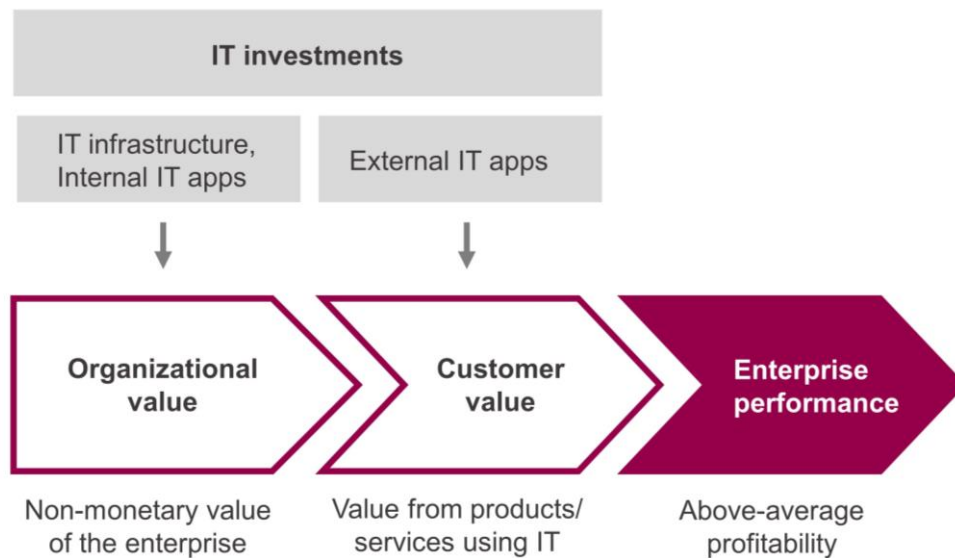 IT investments
IT infrastructure,
Internal IT apps
External IT apps
Organizational
value
Customer
value
Enterprise
performance
Non-monetary value
of the enterprise
Value from products/
services using IT
Above-average
profitability